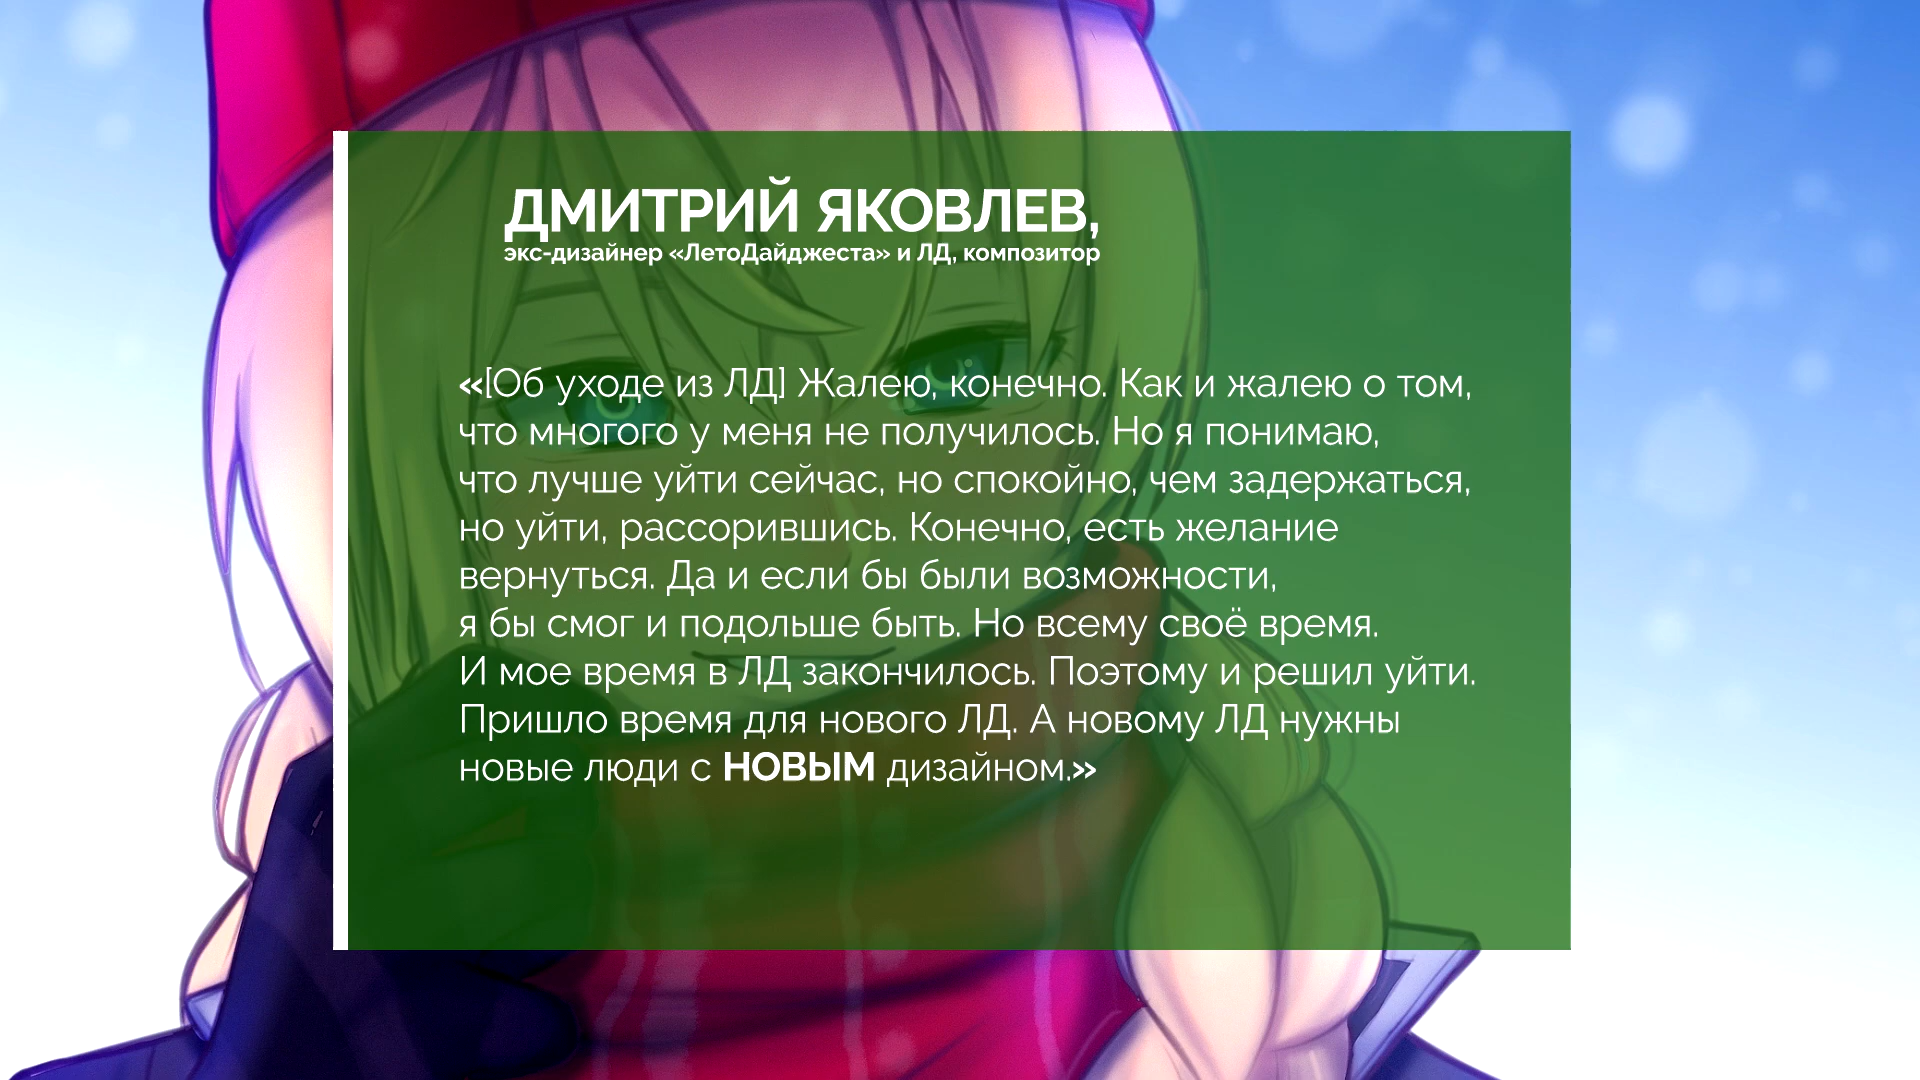 ДМИТРИЙ ЯКОВЛЕВ,
экс-дизайнер «ЛетоДайджеста» и ЛД, композитор
«[Об уходе из ЛД] Жалею, конечно. Как и жалею о том,
что многого у меня не получилось. Но я понимаю,
что лучше уйти сейчас, но спокойно, чем задержаться,
но уйти, рассорившись. Конечно, есть желание
вернуться. Да и если бы были возможности,
я бы смог и подольше быть. Но всему своё время.
И мое время в ЛД закончилось. Поэтому и решил уйти.
Пришло время для нового ЛД. А новому ЛД нужны
новые люди с НОВЫМ дизайном.»